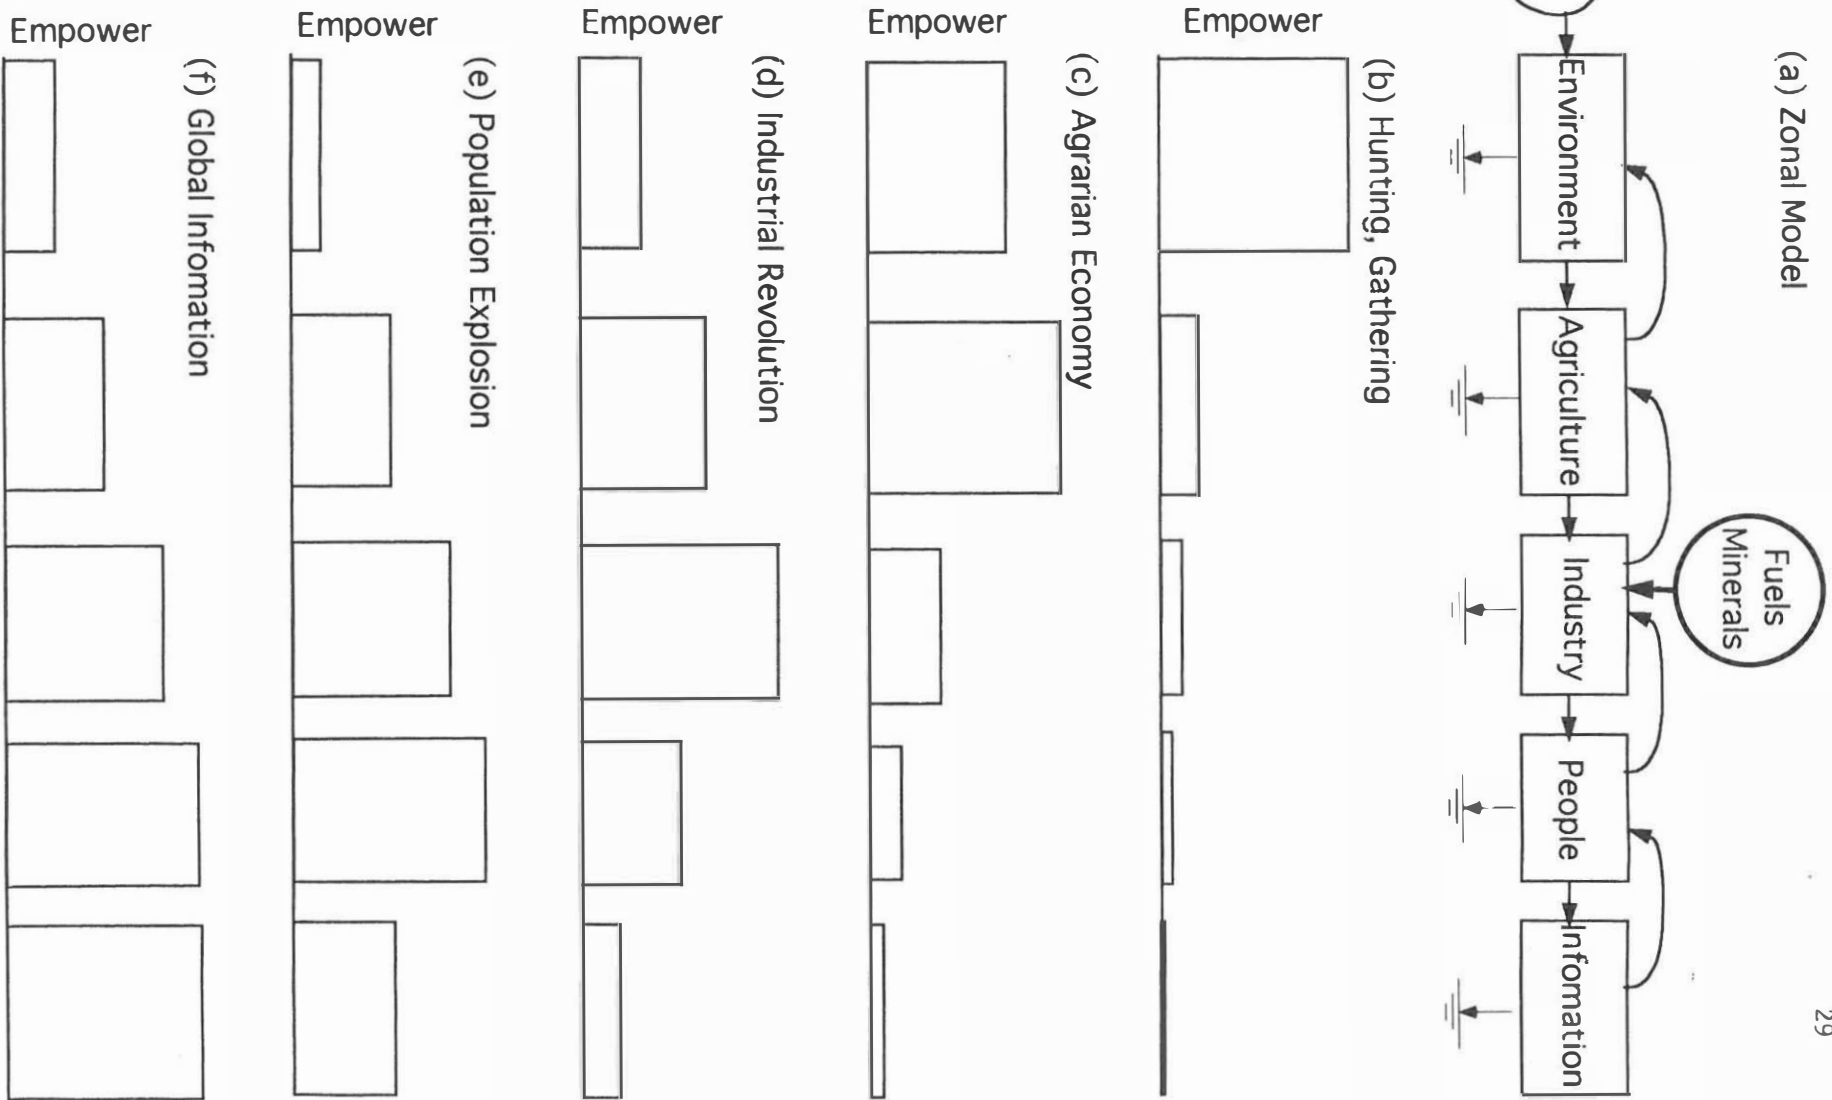 29
(a) Zonal Model
Fuels
Minerals
Environment
Agriculture
Industry
People
Infomation
(b) Hunting, Gathering
Empower
(c) Agrarian Economy
Empower
(d) Industrial Revolution
Empower
(e) Population Explosion
Empower
(f) Global Infomation
Empower